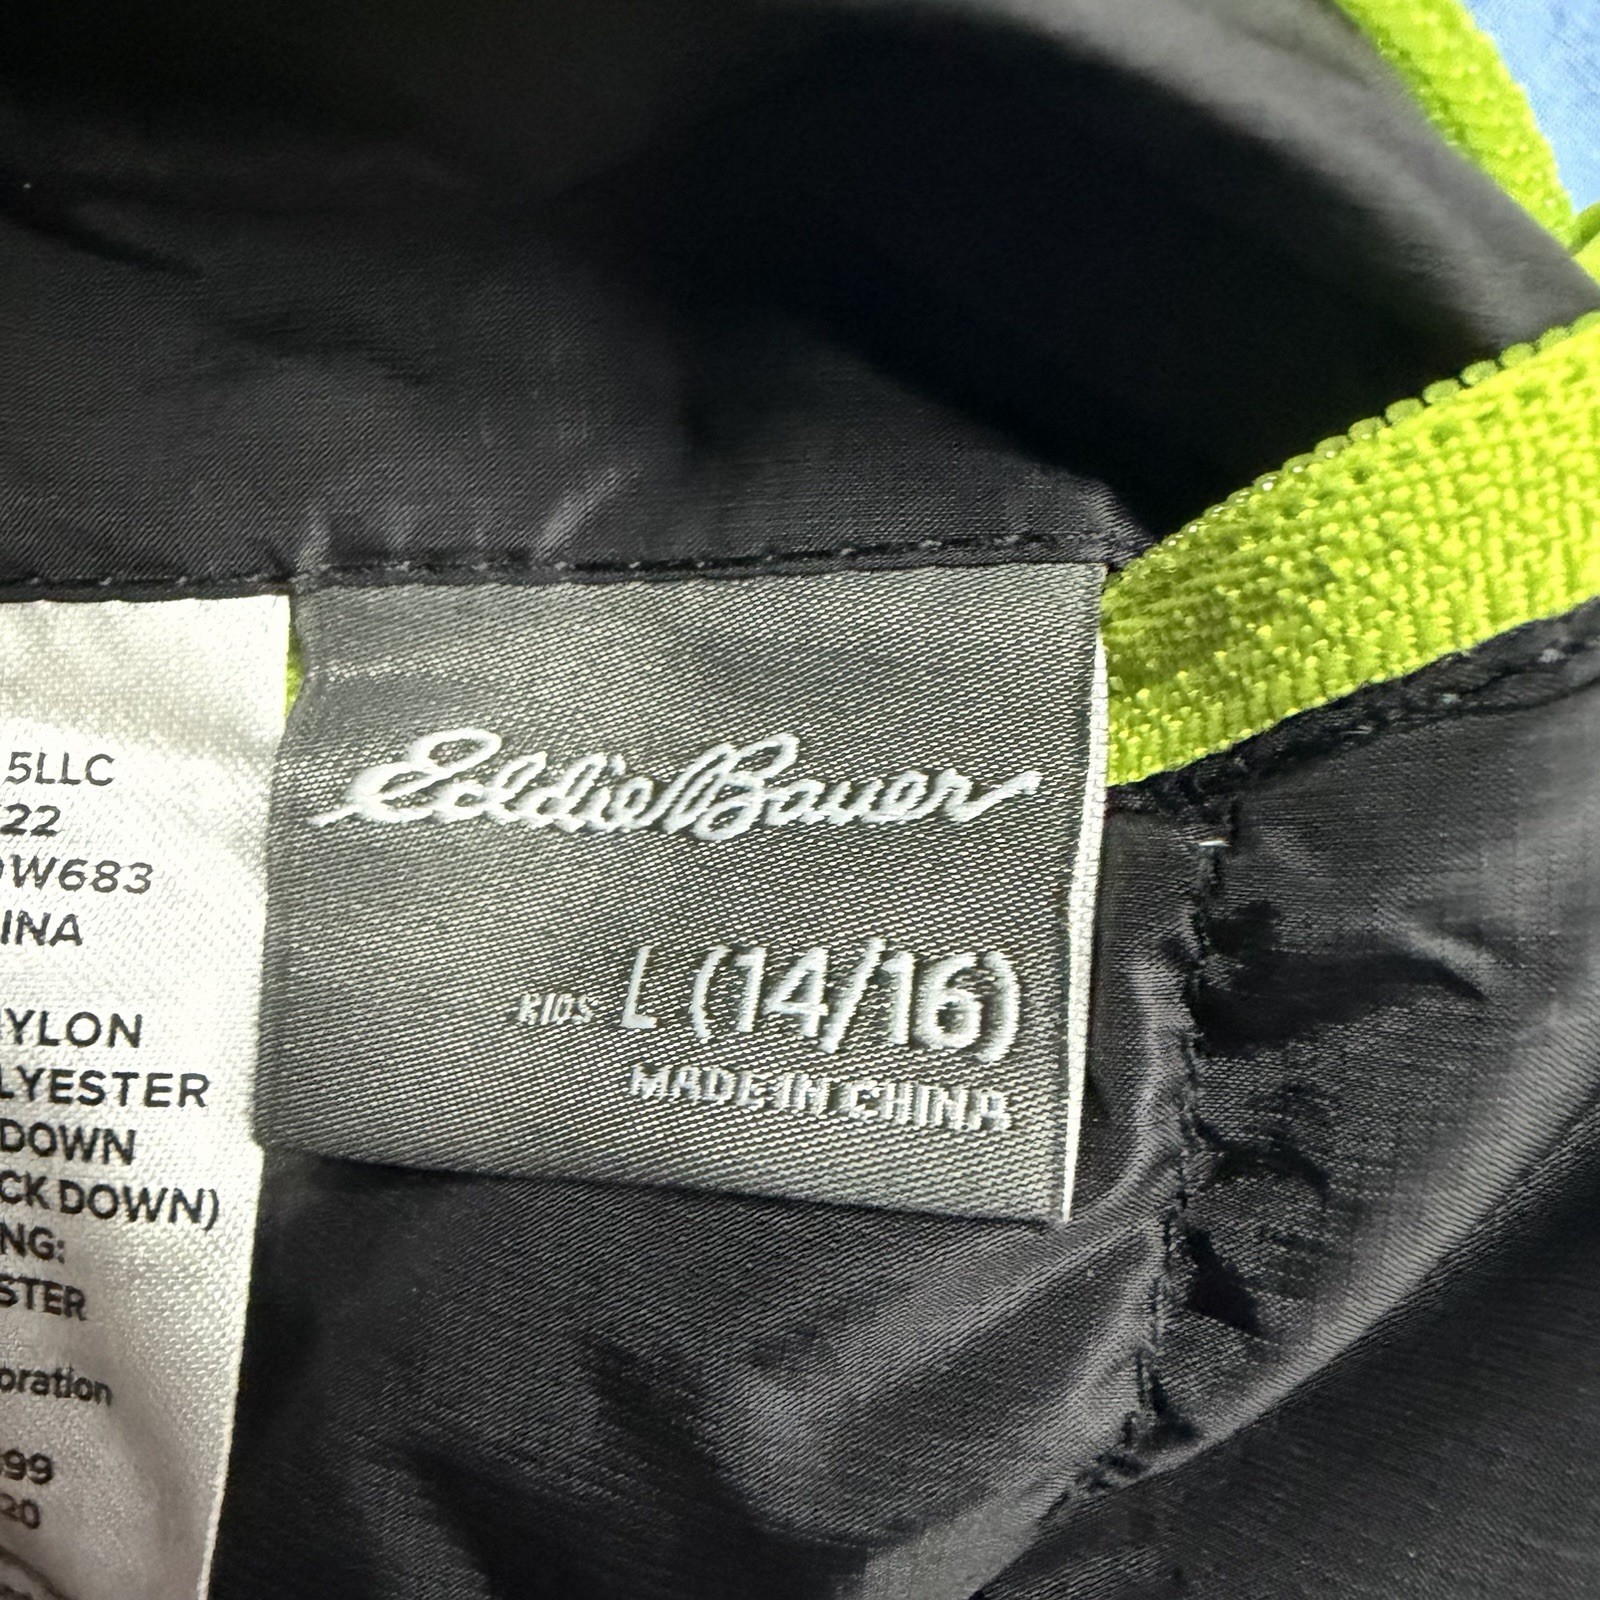 5LLC
22
W683
INA
YLON
LYESTER
DOWN
CK DOWN)
NG:
STER
oration
99
20
Eddie Bauer
KIDS L (14/16)
MADE IN CHINA